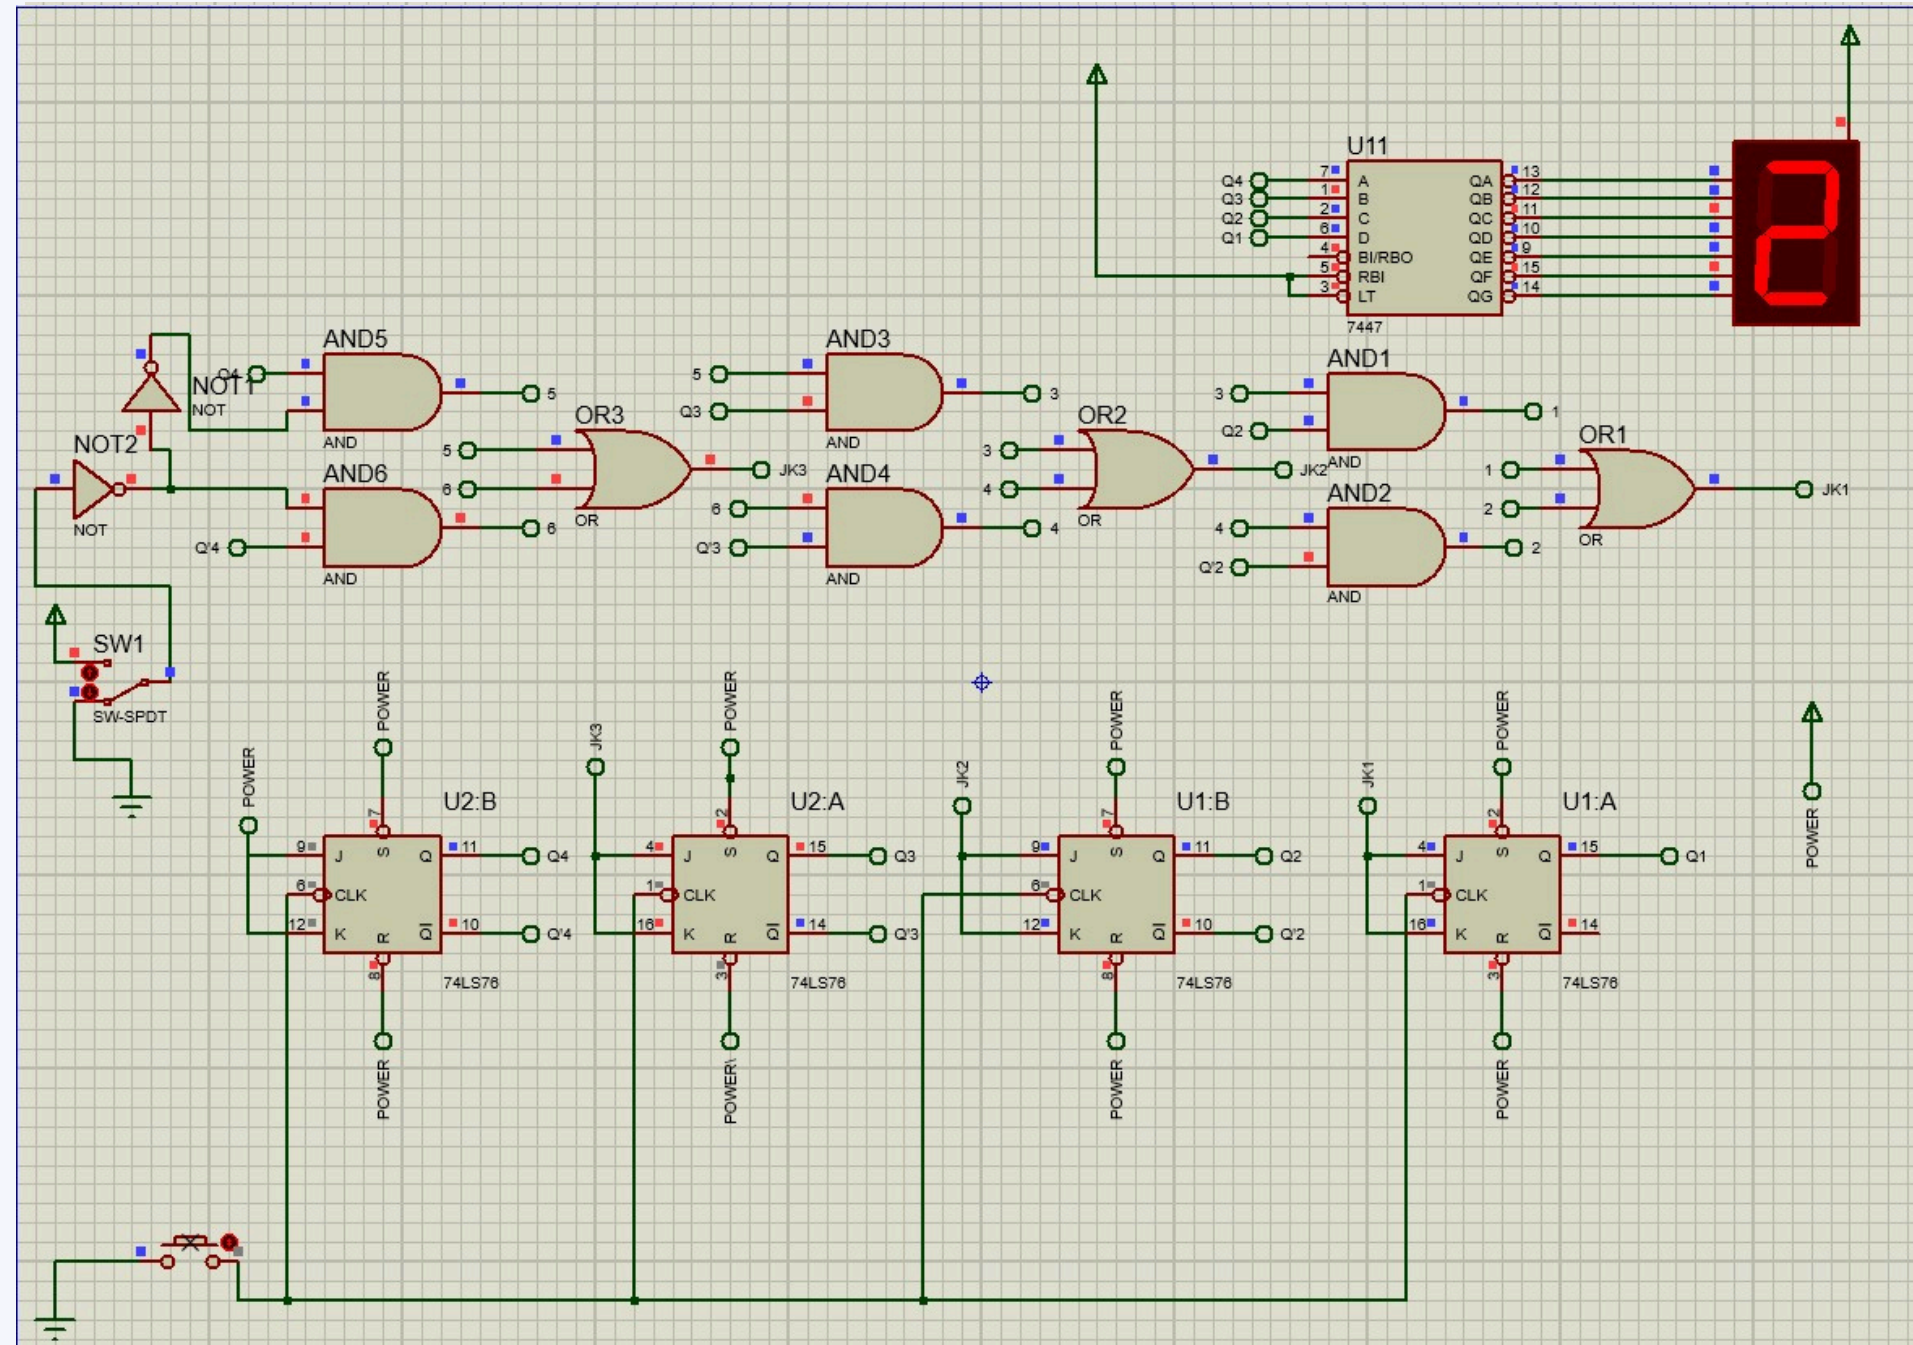 U11
Q4 7 A QA 13
Q3 1 B QB 12
Q2 2 C QC 11
Q1 6 D QD 10
4 BI/RBO QE 9
5 RBI QF 15
3 LT QG 14
7447
2
AND5
Q4
NOT1
NOT
5
AND
NOT2
NOT
AND6
Q'4
6
AND
OR3
5
6
JK3
OR
AND3
5
Q3
3
AND
AND4
6
Q'3
4
AND
OR2
3
4
JK2
OR
AND1
3
Q2
1
AND
AND2
4
Q'2
2
AND
OR1
1
2
JK1
OR
SW1
SW-SPDT
POWER
POWER
U2:B
7
9 J S Q 11 Q4
6 CLK
12 K R Q 10 Q'4
8
74LS76
POWER
JK3
POWER
U2:A
2
4 J S Q 15 Q3
1 CLK
16 K R Q 14 Q'3
3
74LS76
POWER\
JK2
POWER
U1:B
7
9 J S Q 11 Q2
6 CLK
12 K R Q 10 Q'2
8
74LS76
POWER
JK1
POWER
U1:A
2
4 J S Q 15 Q1
1 CLK
16 K R Q 14
3
74LS76
POWER
POWER